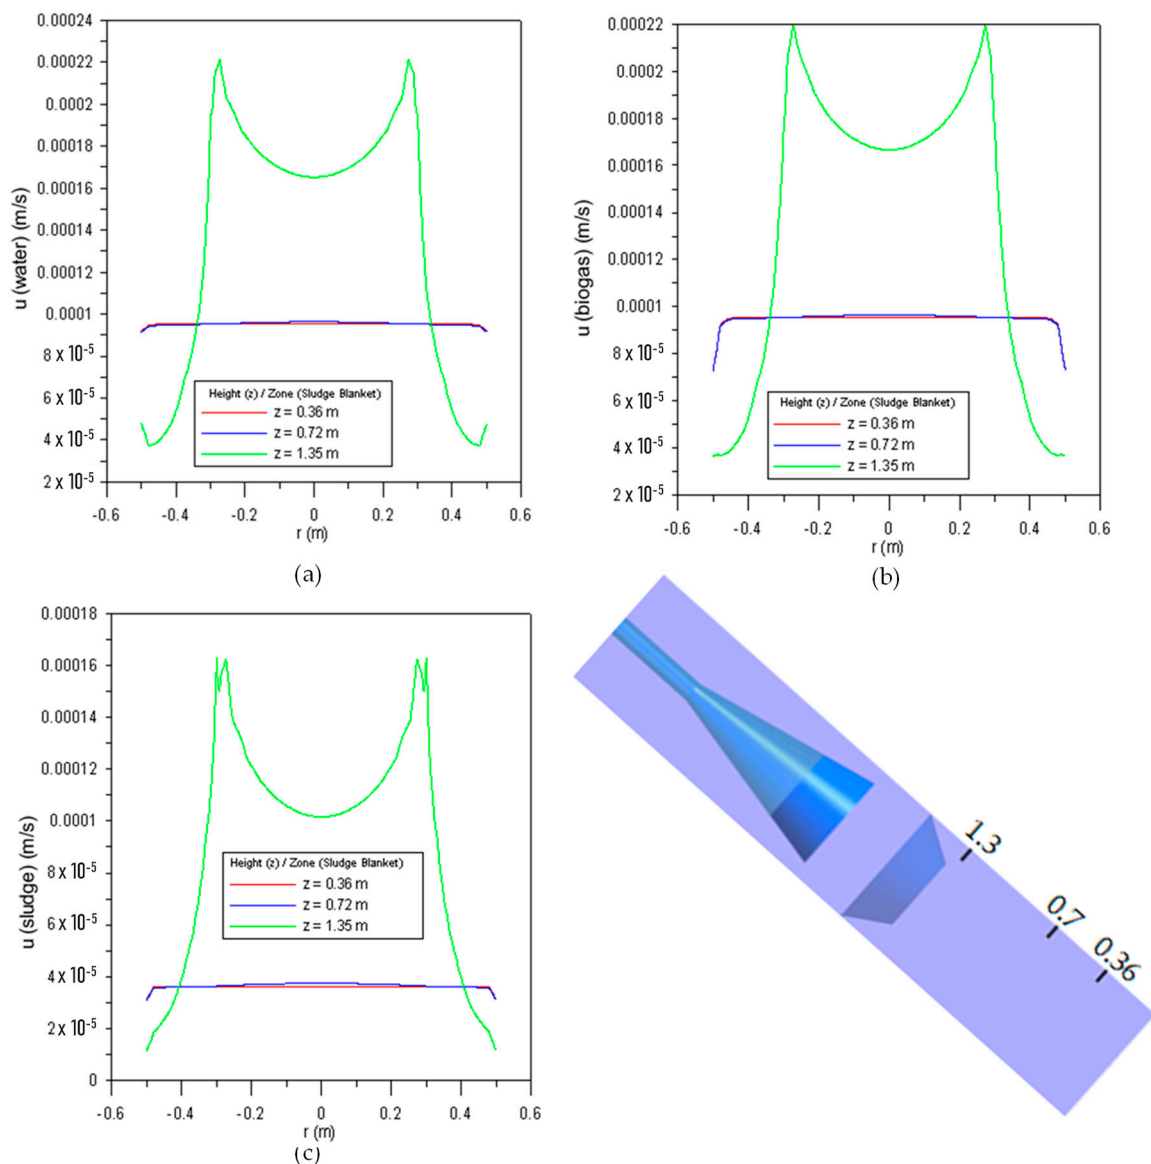 0.00024
0.00022
0.0002
0.00018
0.00016
0.00014
0.00012
0.0001
8 x 10⁻⁵
6 x 10⁻⁵
4 x 10⁻⁵
2 x 10⁻⁵
u (water) (m/s)
Height (z) / Zone (Sludge Blanket)
z = 0.36 m
z = 0.72 m
z = 1.35 m
-0.6 -0.4 -0.2 0 0.2 0.4 0.6
r (m)
(a)
0.00022
0.0002
0.00018
0.00016
0.00014
0.00012
0.0001
8 x 10⁻⁵
6 x 10⁻⁵
4 x 10⁻⁵
2 x 10⁻⁵
u (biogas) (m/s)
Height (z) / Zone (Sludge Blanket)
z = 0.36 m
z = 0.72 m
z = 1.35 m
-0.6 -0.4 -0.2 0 0.2 0.4 0.6
r (m)
(b)
0.00018
0.00016
0.00014
0.00012
0.0001
8 x 10⁻⁵
6 x 10⁻⁵
4 x 10⁻⁵
2 x 10⁻⁵
0
u (sludge) (m/s)
Height (z) / Zone (Sludge Blanket)
z = 0.36 m
z = 0.72 m
z = 1.35 m
-0.6 -0.4 -0.2 0 0.2 0.4 0.6
r (m)
(c)
1.3
0.7
0.36